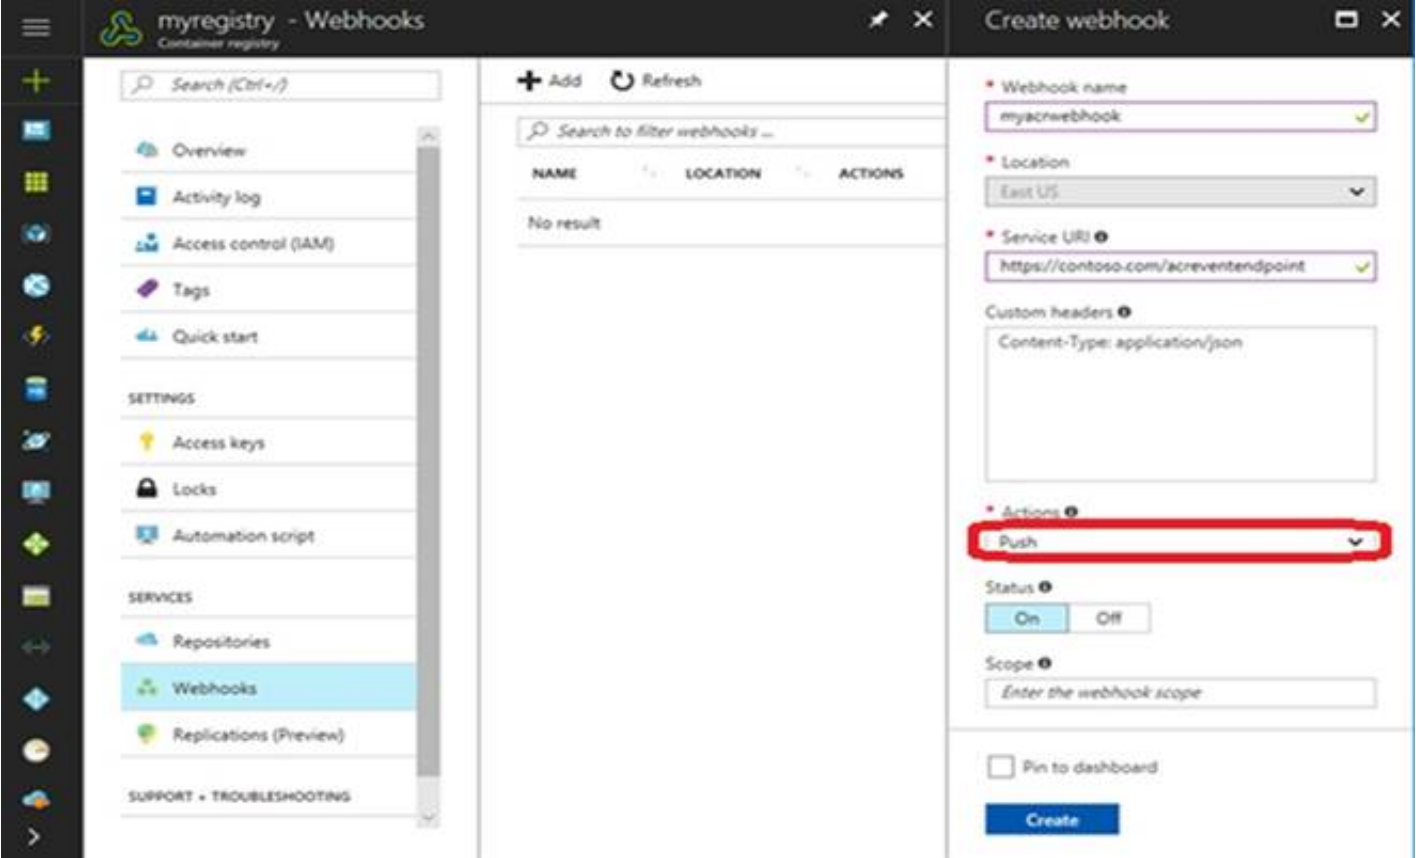 myregistry - Webhooks
Container registry
Search (Ctrl+/)
Overview
Activity log
Access control (IAM)
Tags
Quick start
SETTINGS
Access keys
Locks
Automation script
SERVICES
Repositories
Webhooks
Replications (Preview)
SUPPORT + TROUBLESHOOTING
Add Refresh
Search to filter webhooks ...
NAME LOCATION ACTIONS
No result
Create webhook
* Webhook name
myacrwebhook
* Location
East US
* Service URI
https://contoso.com/acreventendpoint
Custom headers
Content-Type: application/json
* Actions
Push
Status
On Off
Scope
Enter the webhook scope
Pin to dashboard
Create